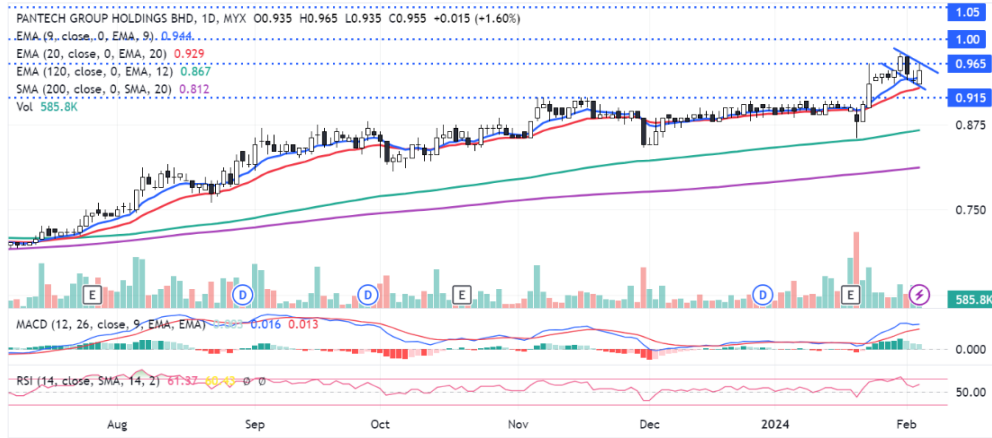 PANTECH GROUP HOLDINGS BHD, 1D, MYX O0.935 H0.965 L0.935 C0.955 +0.015 (+1.60%)
1.05
EMA (9, close, 0, EMA, 9) 0.944
1.00
EMA (20, close, 0, EMA, 20) 0.929
0.965
EMA (120, close, 0, EMA, 12) 0.867
SMA (200, close, 0, SMA, 20) 0.812
0.915
Vol 585.8K
0.875
0.750
E D D E D E
585.8K
MACD (12, 26, close, 9, EMA, EMA) 0.016 0.013
0.000
RSI (14, close, SMA, 14, 2) 61.37 ∅ ∅
50.00
Aug Sep Oct Nov Dec 2024 Feb